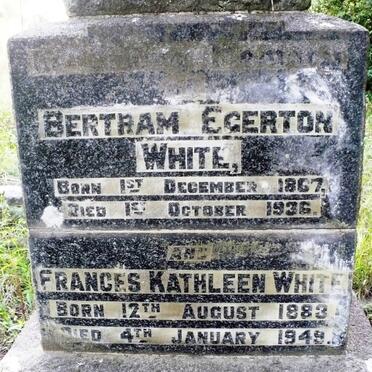 BERTRAM EGERTON
WHITE,
BORN 1ST DECEMBER 1867.
DIED 1ST OCTOBER 1936.
AND
FRANCES KATHLEEN WHITE
BORN 12TH AUGUST 1883
DIED 4TH JANUARY 1949.